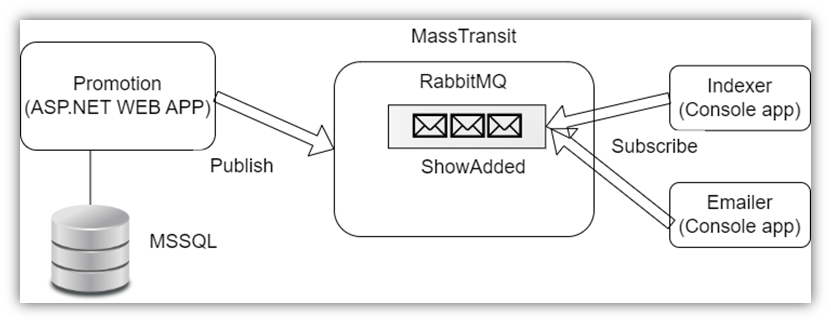 MassTransit
Promotion
(ASP.NET WEB APP)
RabbitMQ
Indexer
(Console app)
Publish
ShowAdded
Subscribe
Emailer
(Console app)
MSSQL